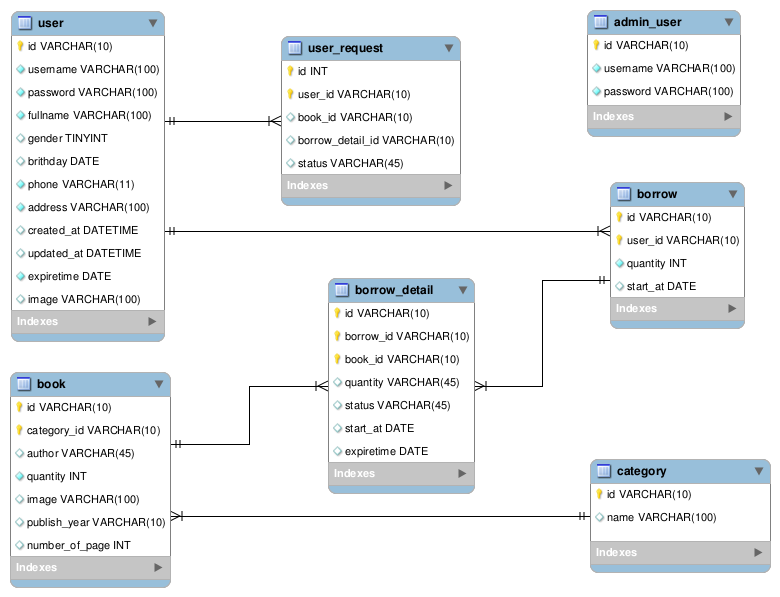 user
id VARCHAR(10)
username VARCHAR(100)
password VARCHAR(100)
fullname VARCHAR(100)
gender TINYINT
brithday DATE
phone VARCHAR(11)
address VARCHAR(100)
created_at DATETIME
updated_at DATETIME
expiretime DATE
image VARCHAR(100)
Indexes
user_request
id INT
user_id VARCHAR(10)
book_id VARCHAR(10)
borrow_detail_id VARCHAR(10)
status VARCHAR(45)
Indexes
admin_user
id VARCHAR(10)
username VARCHAR(100)
password VARCHAR(100)
Indexes
borrow
id VARCHAR(10)
user_id VARCHAR(10)
quantity INT
start_at DATE
Indexes
borrow_detail
id VARCHAR(10)
borrow_id VARCHAR(10)
book_id VARCHAR(10)
quantity VARCHAR(45)
status VARCHAR(45)
start_at DATE
expiretime DATE
Indexes
book
id VARCHAR(10)
category_id VARCHAR(10)
author VARCHAR(45)
quantity INT
image VARCHAR(100)
publish_year VARCHAR(10)
number_of_page INT
Indexes
category
id VARCHAR(10)
name VARCHAR(100)
Indexes